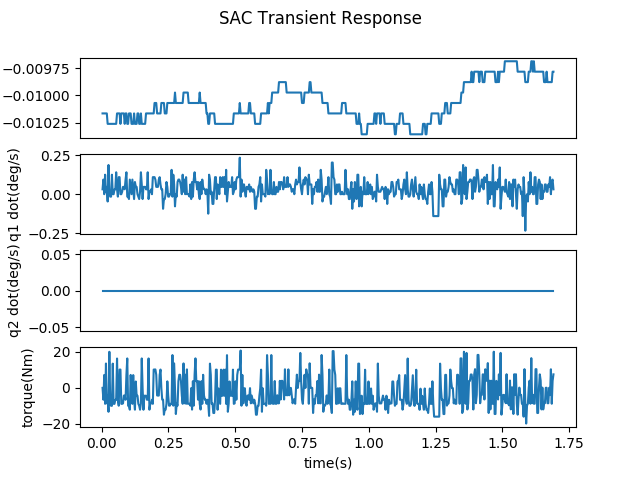 SAC Transient Response
−0.00975
−0.01000
−0.01025
0.25
0.00
−0.25
q1 dot(deg/s)
0.05
0.00
−0.05
q2 dot(deg/s)
20
0
−20
torque(Nm)
0.00 0.25 0.50 0.75 1.00 1.25 1.50 1.75
time(s)